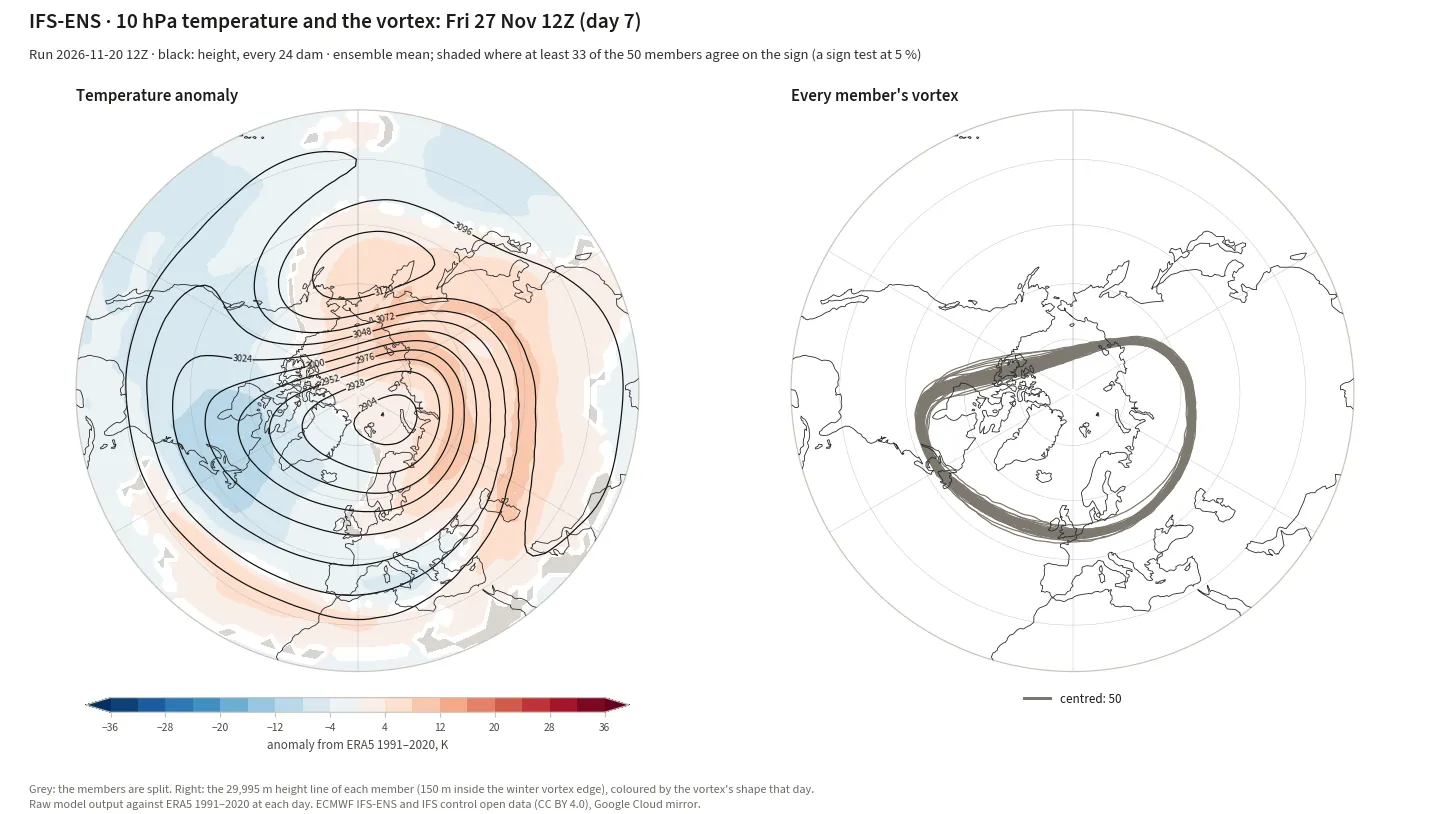 IFS-ENS · 10 hPa temperature and the vortex: Fri 27 Nov 12Z (day 7)
Run 2026-11-20 12Z · black: height, every 24 dam · ensemble mean; shaded where at least 33 of the 50 members agree on the sign (a sign test at 5 %)
Temperature anomaly
Every member's vortex
3096
3072
3048
3024
2976
2952
2928
2904
centred: 50
−36 −28 −20 −12 −4 4 12 20 28 36
anomaly from ERA5 1991–2020, K
Grey: the members are split. Right: the 29,995 m height line of each member (150 m inside the winter vortex edge), coloured by the vortex's shape that day.
Raw model output against ERA5 1991–2020 at each day. ECMWF IFS-ENS and IFS control open data (CC BY 4.0), Google Cloud mirror.